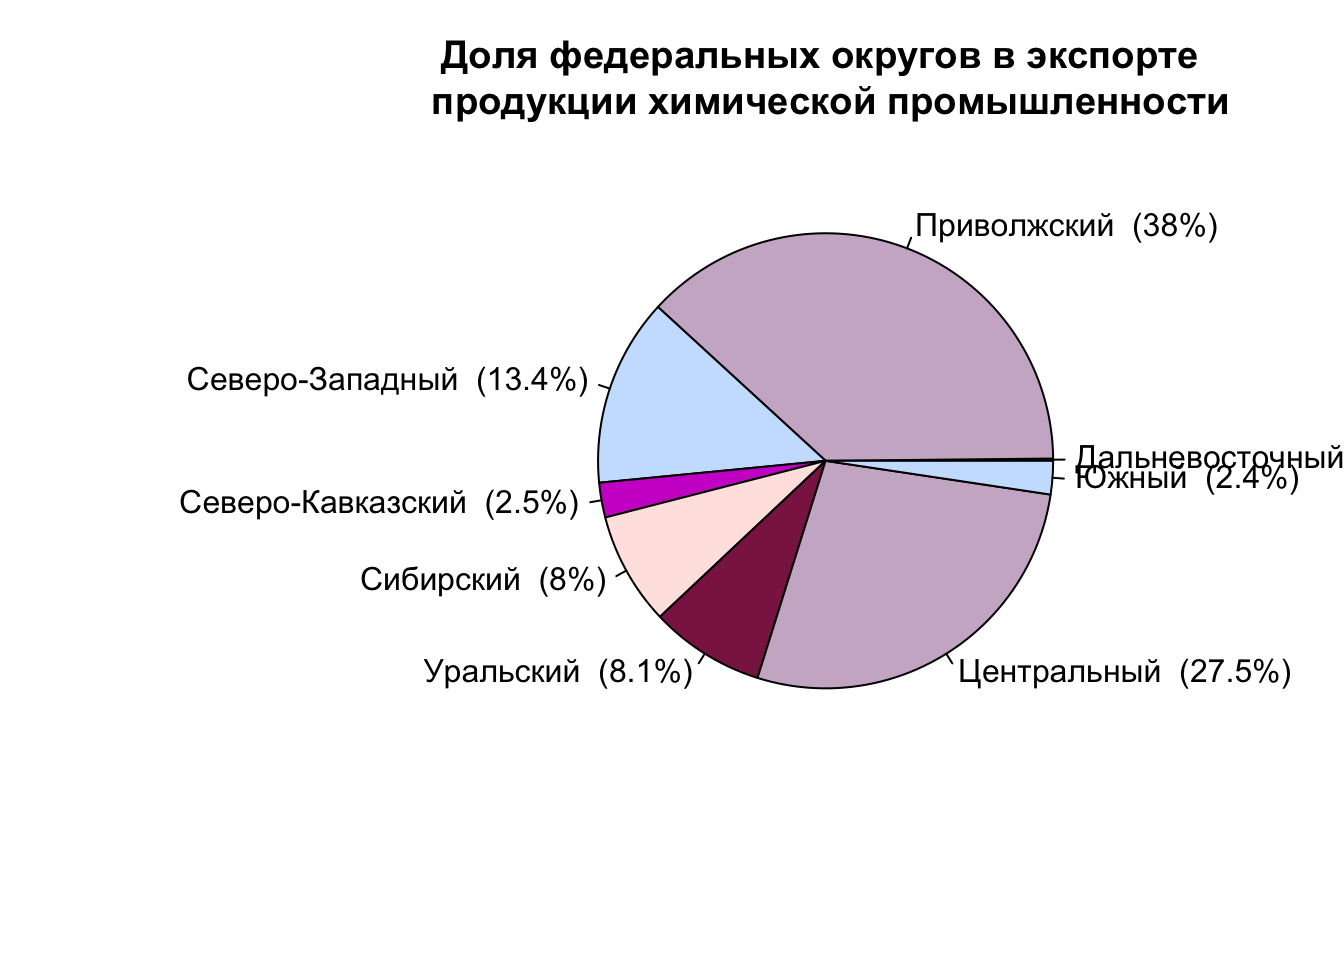 Доля федеральных округов в экспорте
продукции химической промышленности
Приволжский (38%)
Северо-Западный (13.4%)
Дальневосточный
Южный (2.4%)
Северо-Кавказский (2.5%)
Сибирский (8%)
Уральский (8.1%)
Центральный (27.5%)